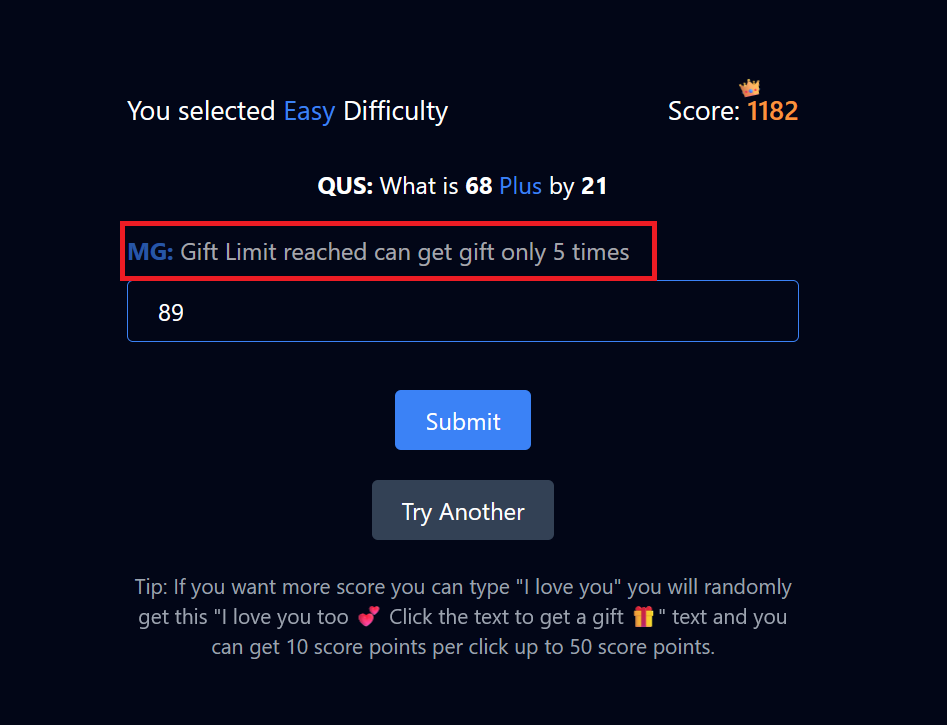 You selected Easy Difficulty Score: 1182
QUS: What is 68 Plus by 21
MG: Gift Limit reached can get gift only 5 times
89
Submit
Try Another
Tip: If you want more score you can type "I love you" you will randomly
get this "I love you too 💕 Click the text to get a gift 🎁" text and you
can get 10 score points per click up to 50 score points.